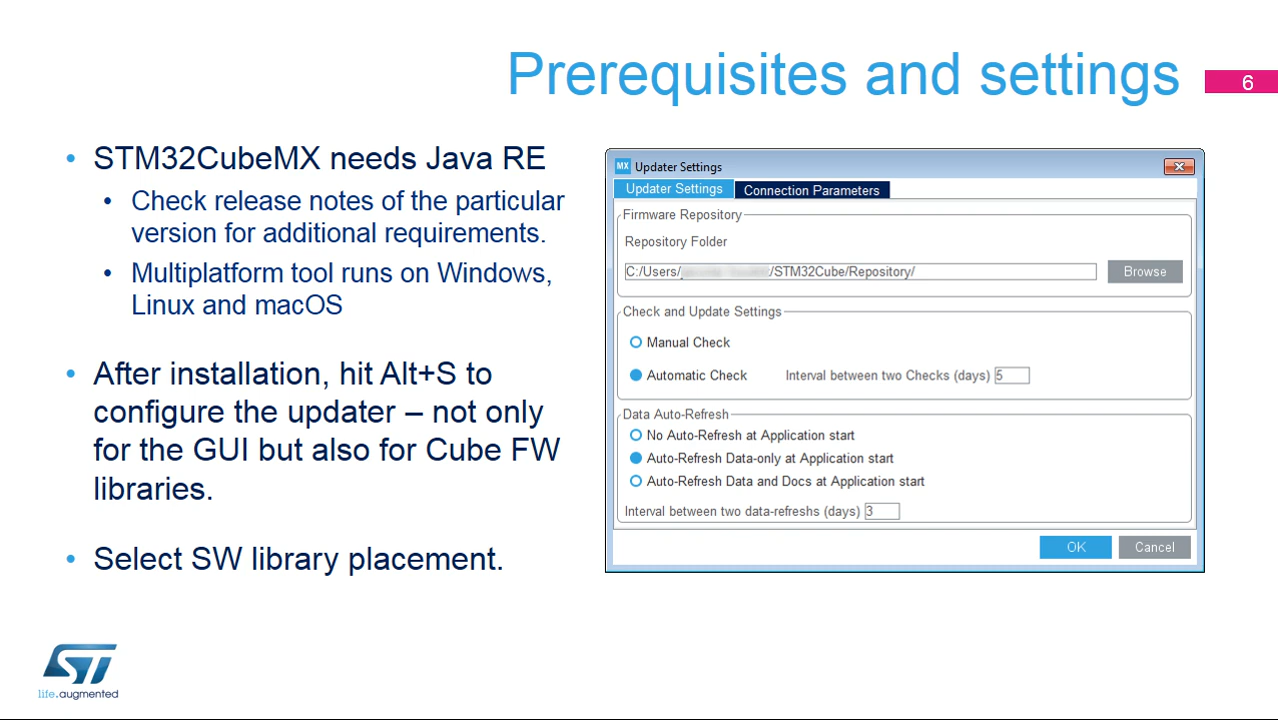 Prerequisites and settings
6
• STM32CubeMX needs Java RE
• Check release notes of the particular
version for additional requirements.
• Multiplatform tool runs on Windows,
Linux and macOS
• After installation, hit Alt+S to
configure the updater – not only
for the GUI but also for Cube FW
libraries.
• Select SW library placement.
MX Updater Settings
Updater Settings Connection Parameters
Firmware Repository
Repository Folder
C:/Users/ /STM32Cube/Repository/ Browse
Check and Update Settings
Manual Check
Automatic Check Interval between two Checks (days) 5
Data Auto-Refresh
No Auto-Refresh at Application start
Auto-Refresh Data-only at Application start
Auto-Refresh Data and Docs at Application start
Interval between two data-refreshs (days) 3
OK Cancel
ST
life.augmented